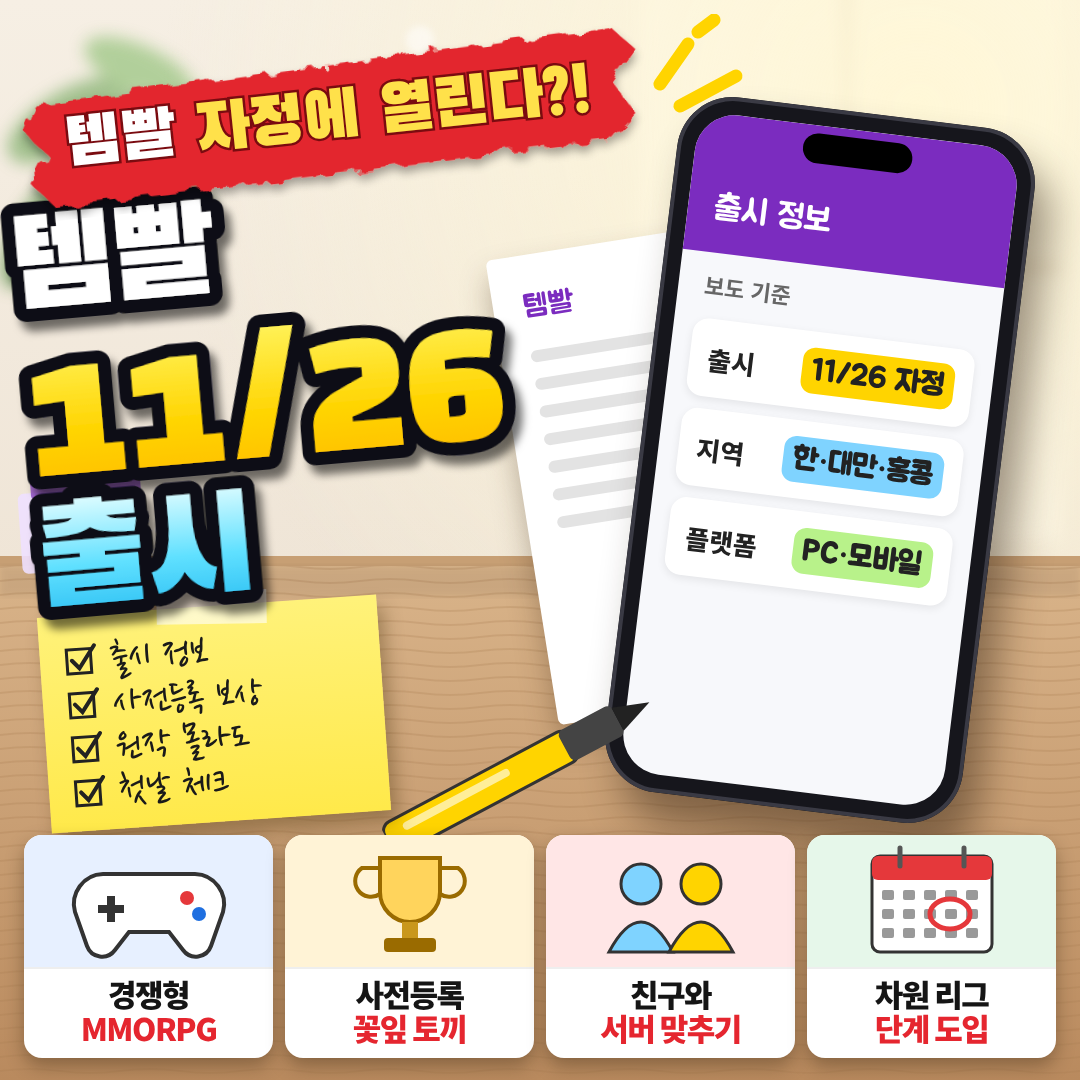 템빨 자정에 열린다?!
템빨
11/26
출시
템빨
출시 정보
보도 기준
출시 11/26 자정
지역 한·대만·홍콩
플랫폼 PC·모바일
출시 정보
사전등록 보상
원작 몰라도
첫날 체크
경쟁형
MMORPG
사전등록
꽃잎 토끼
친구와
서버 맞추기
차원 리그
단계 도입